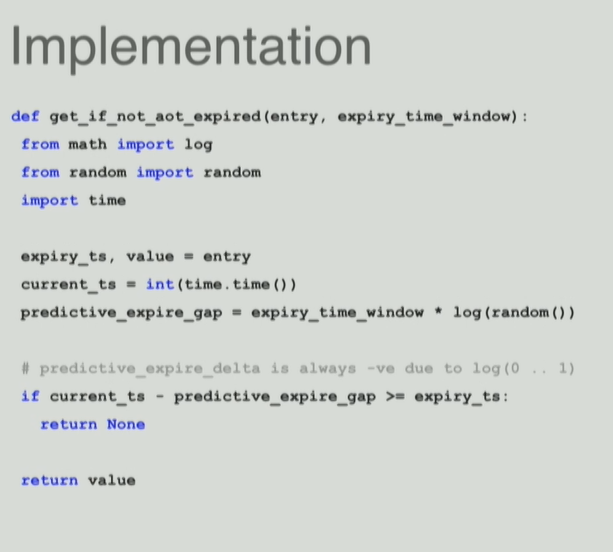 Implementation
def get_if_not_aot_expired(entry, expiry_time_window):
from math import log
from random import random
import time
expiry_ts, value = entry
current_ts = int(time.time())
predictive_expire_gap = expiry_time_window * log(random())
# predictive_expire_delta is always -ve due to log(0 .. 1)
if current_ts - predictive_expire_gap >= expiry_ts:
return None
return value